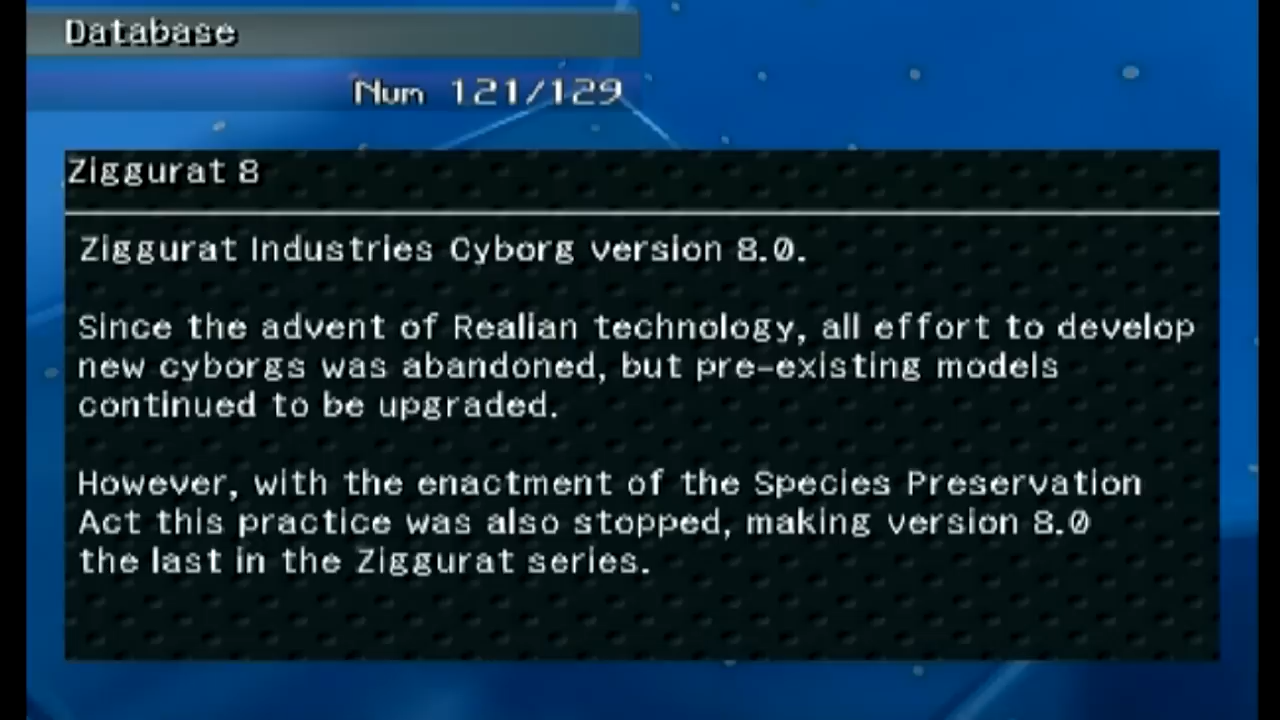 Database
Num 121/129
Ziggurat 8
Ziggurat Industries Cyborg version 8.0.
Since the advent of Realian technology, all effort to develop
new cyborgs was abandoned, but pre-existing models
continued to be upgraded.
However, with the enactment of the Species Preservation
Act this practice was also stopped, making version 8.0
the last in the Ziggurat series.